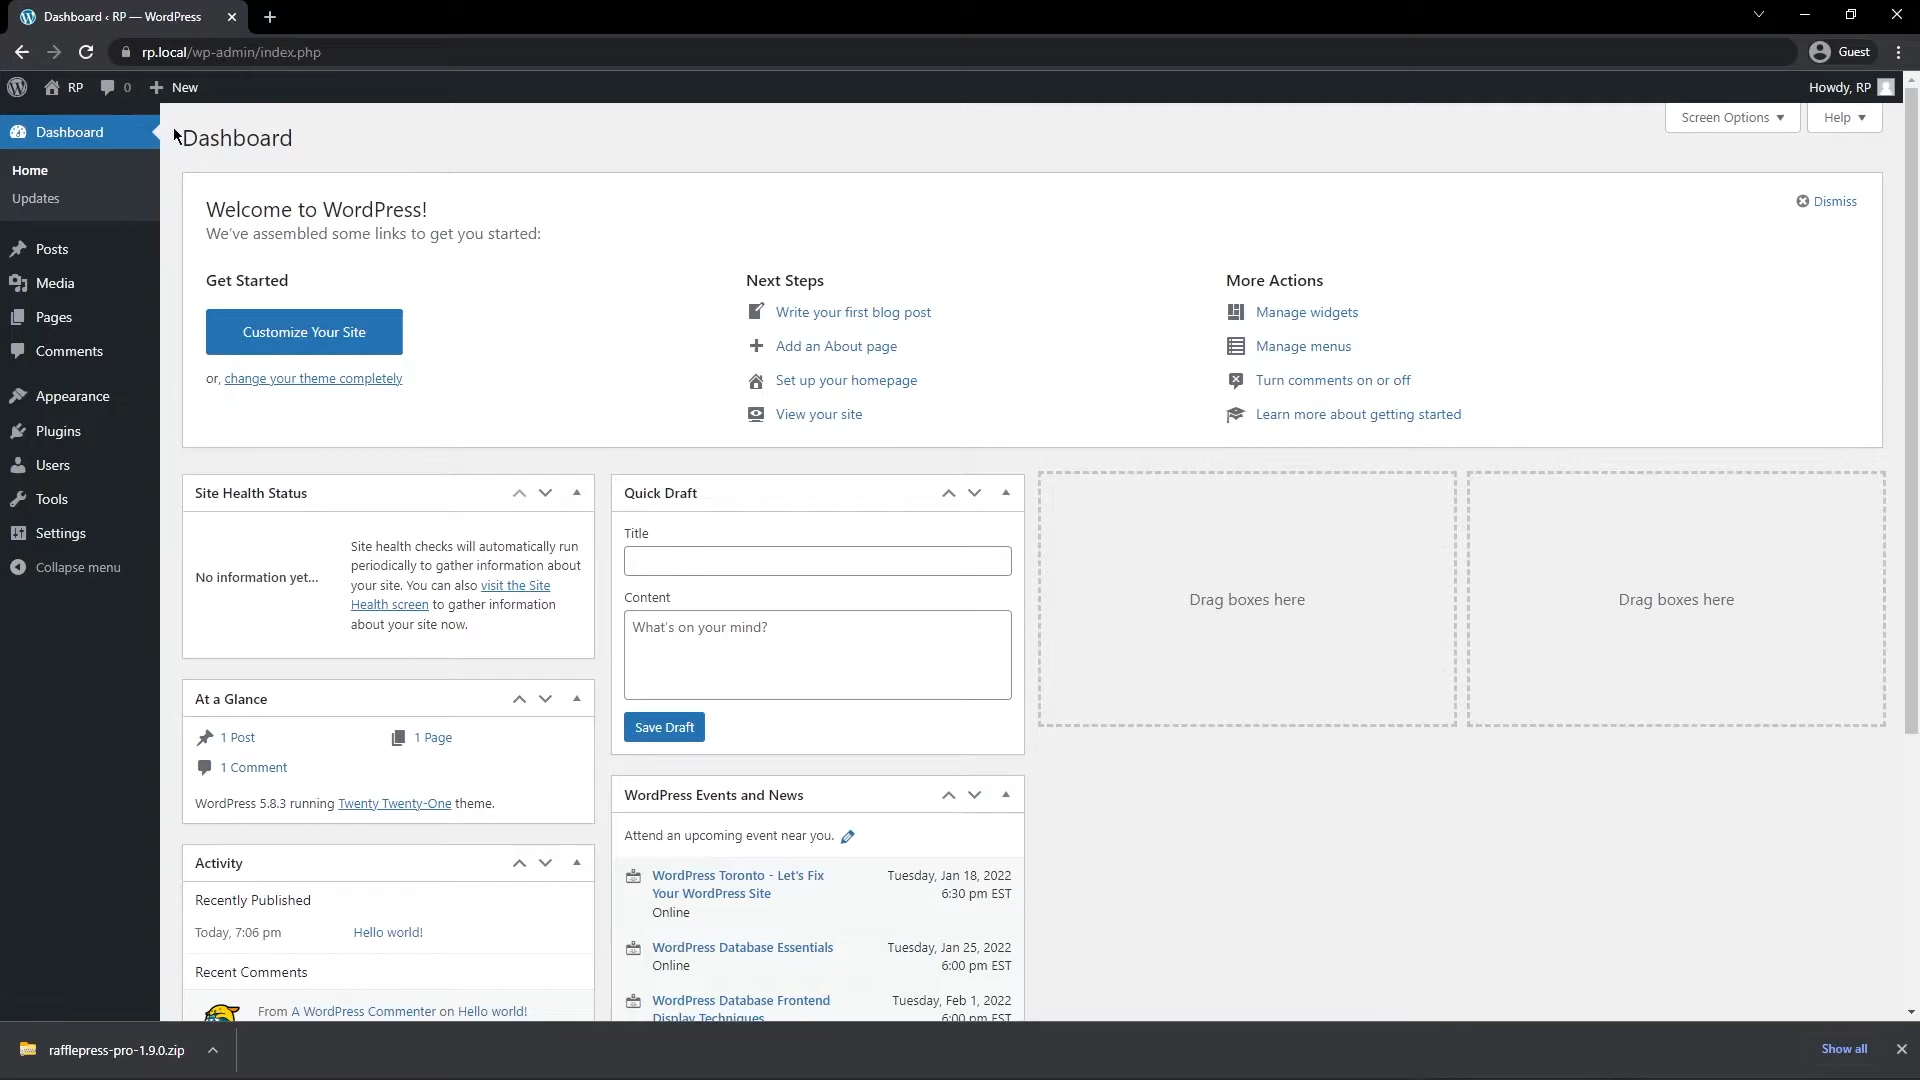 Dashboard ‹ RP — WordPress
rp.local/wp-admin/index.php
Guest
RP
0
New
Howdy, RP
Dashboard
Home
Updates
Posts
Media
Pages
Comments
Appearance
Plugins
Users
Tools
Settings
Collapse menu
Dashboard
Screen Options
Help
Welcome to WordPress!
We've assembled some links to get you started:
Dismiss
Get Started
Customize Your Site
or, change your theme completely
Next Steps
Write your first blog post
Add an About page
Set up your homepage
View your site
More Actions
Manage widgets
Manage menus
Turn comments on or off
Learn more about getting started
Site Health Status
No information yet...
Site health checks will automatically run
periodically to gather information about
your site. You can also visit the Site
Health screen to gather information
about your site now.
At a Glance
1 Post
1 Page
1 Comment
WordPress 5.8.3 running Twenty Twenty-One theme.
Activity
Recently Published
Today, 7:06 pm
Hello world!
Recent Comments
From A WordPress Commenter on Hello world!
Quick Draft
Title
Content
What's on your mind?
Save Draft
WordPress Events and News
Attend an upcoming event near you.
WordPress Toronto - Let's Fix
Your WordPress Site
Online
Tuesday, Jan 18, 2022
6:30 pm EST
WordPress Database Essentials
Online
Tuesday, Jan 25, 2022
6:00 pm EST
WordPress Database Frontend
Display Techniques
Tuesday, Feb 1, 2022
6:00 pm EST
Drag boxes here
Drag boxes here
rafflepress-pro-1.9.0.zip
Show all